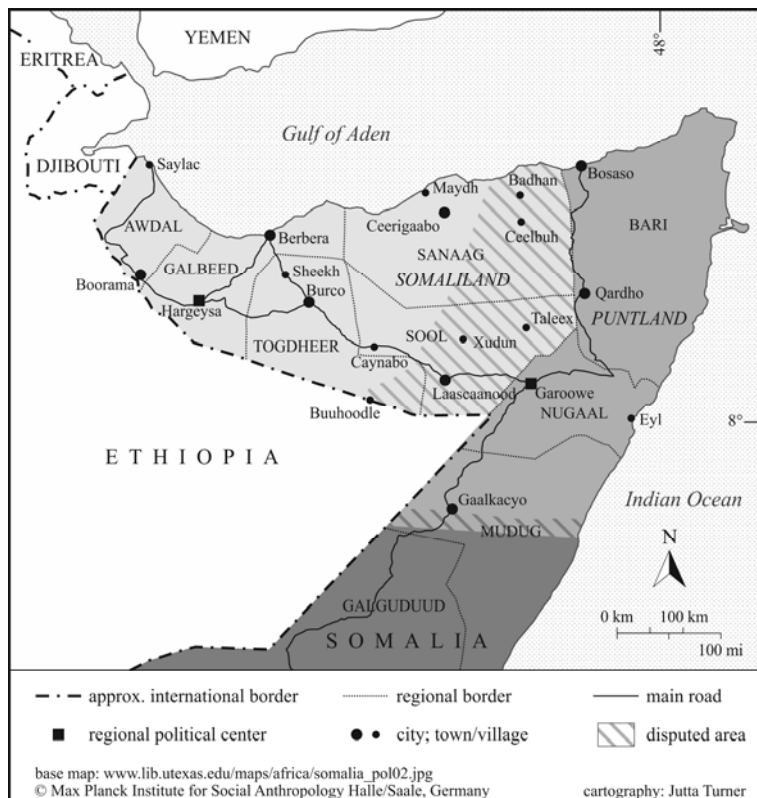 YEMEN
48°
ERITREA
Gulf of Aden
DJIBOUTI
Saylac
Bosaso
Maydh
Badhan
AWDAL
Ceerigaabo
Ceelbuh
BARI
Berbera
SANAAG
GALBEED
Sheekh
SOMALILAND
Boorama
Burco
Qardho
Hargeysa
Taleex
PUNTLAND
SOOL
Xudun
TOGDHEER
Caynabo
Laascaanood
Garoowe
Buuhoodle
NUGAAL
Eyl
8°
ETHIOPIA
Indian Ocean
Gaalkacyo
MUDUG
N
GALGUDUUD
0 km 100 km
SOMALIA
100 mi
approx. international border
regional border
main road
regional political center
city; town/village
disputed area
base map: www.lib.utexas.edu/maps/africa/somalia_pol02.jpg
© Max Planck Institute for Social Anthropology Halle/Saale, Germany
cartography: Jutta Turner